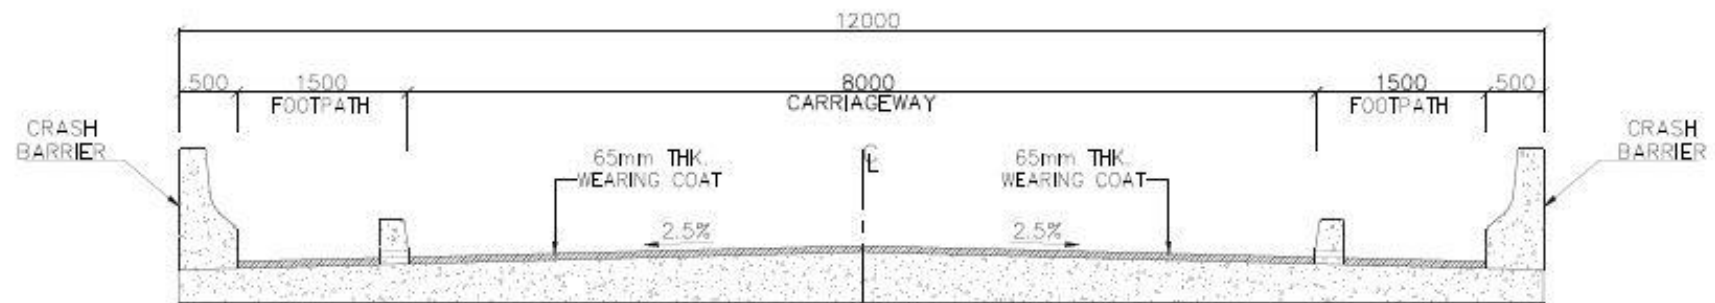 12000
500
1500
8000
1500
500
FOOTPATH
CARRIAGEWAY
FOOTPATH
CRASH
BARRIER
CRASH
BARRIER
65mm THK.
WEARING COAT
65mm THK.
WEARING COAT
CL
2.5%
2.5%